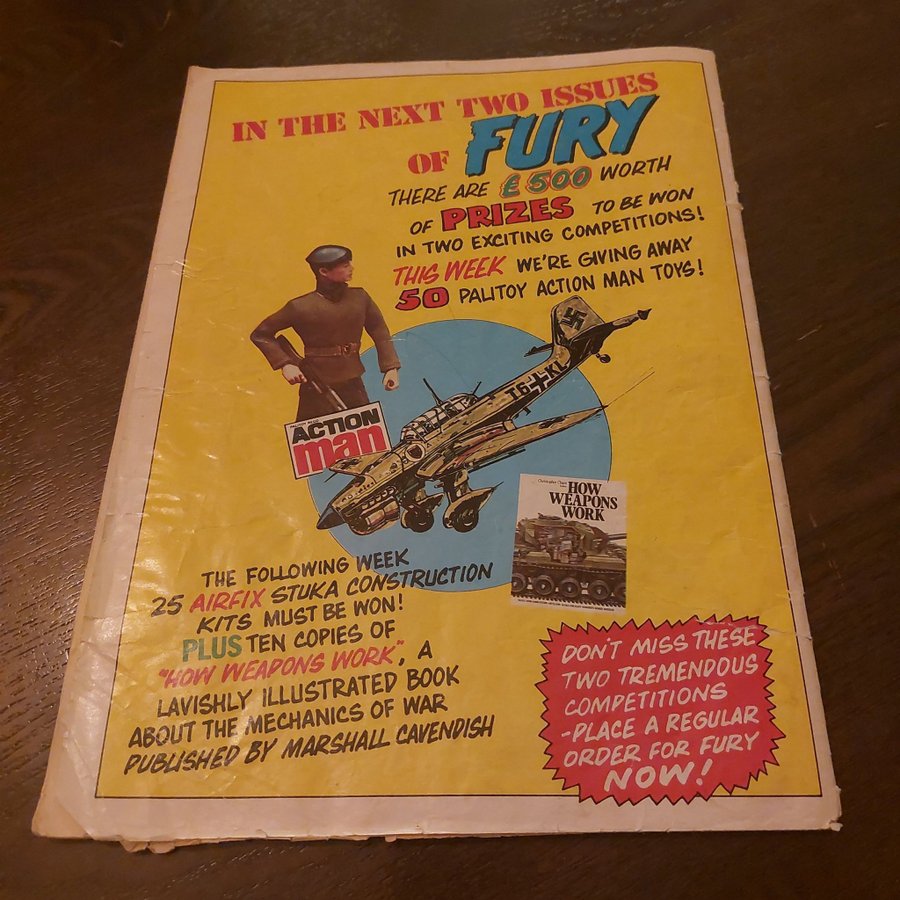 IN THE NEXT TWO ISSUES
OF FURY
THERE ARE £500 WORTH
OF PRIZES TO BE WON
IN TWO EXCITING COMPETITIONS!
THIS WEEK WE'RE GIVING AWAY
50 PALITOY ACTION MAN TOYS!
ACTION
man
T6+KL
HOW
WEAPONS
WORK
THE FOLLOWING WEEK
25 AIRFIX STUKA CONSTRUCTION
KITS MUST BE WON!
PLUS TEN COPIES OF
"HOW WEAPONS WORK", A
LAVISHLY ILLUSTRATED BOOK
ABOUT THE MECHANICS OF WAR
PUBLISHED BY MARSHALL CAVENDISH
DON'T MISS THESE
TWO TREMENDOUS
COMPETITIONS
-PLACE A REGULAR
ORDER FOR FURY
NOW!